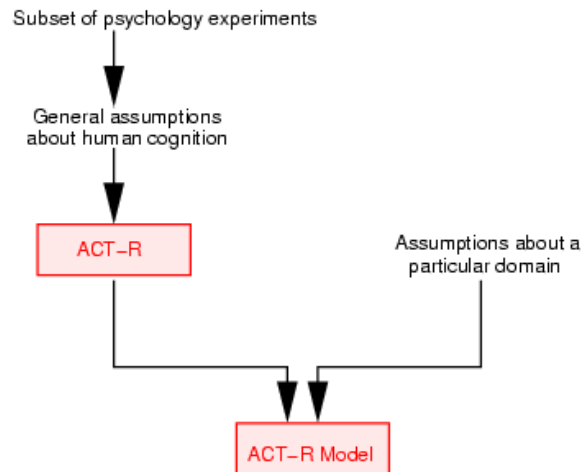 Subset of psychology experiments
General assumptions
about human cognition
ACT-R
Assumptions about a
particular domain
ACT-R Model